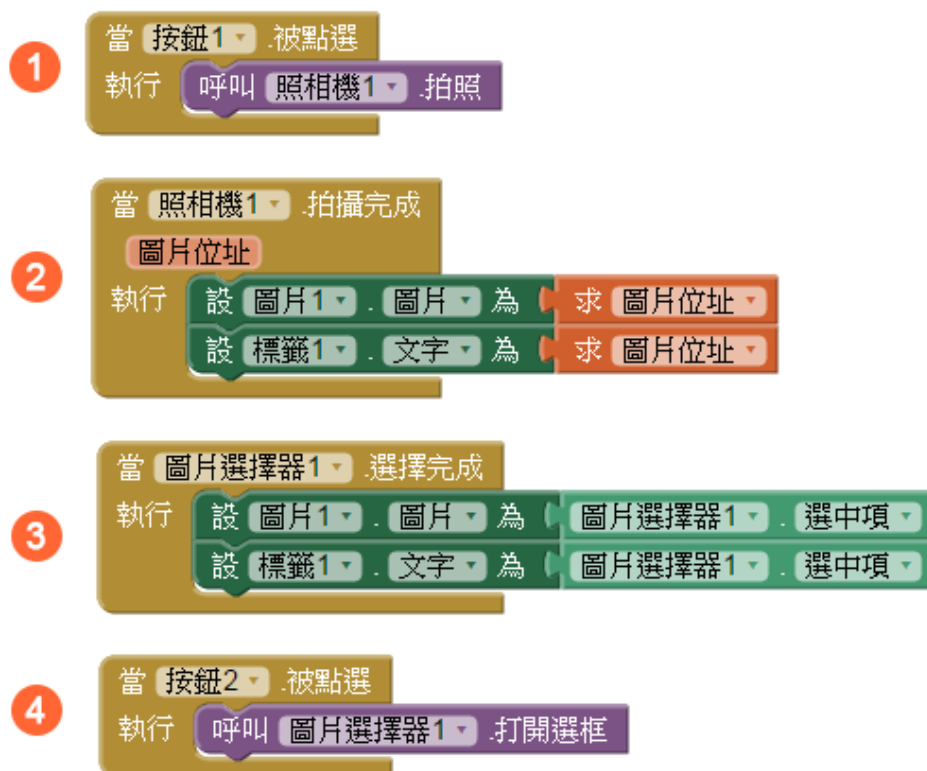 1
當 按鈕1 .被點選
執行 呼叫 照相機1 .拍照
2
當 照相機1 .拍攝完成
圖片位址
執行 設 圖片1 . 圖片 為 求 圖片位址
設 標籤1 . 文字 為 求 圖片位址
3
當 圖片選擇器1 .選擇完成
執行 設 圖片1 . 圖片 為 圖片選擇器1 . 選中項
設 標籤1 . 文字 為 圖片選擇器1 . 選中項
4
當 按鈕2 .被點選
執行 呼叫 圖片選擇器1 .打開選框